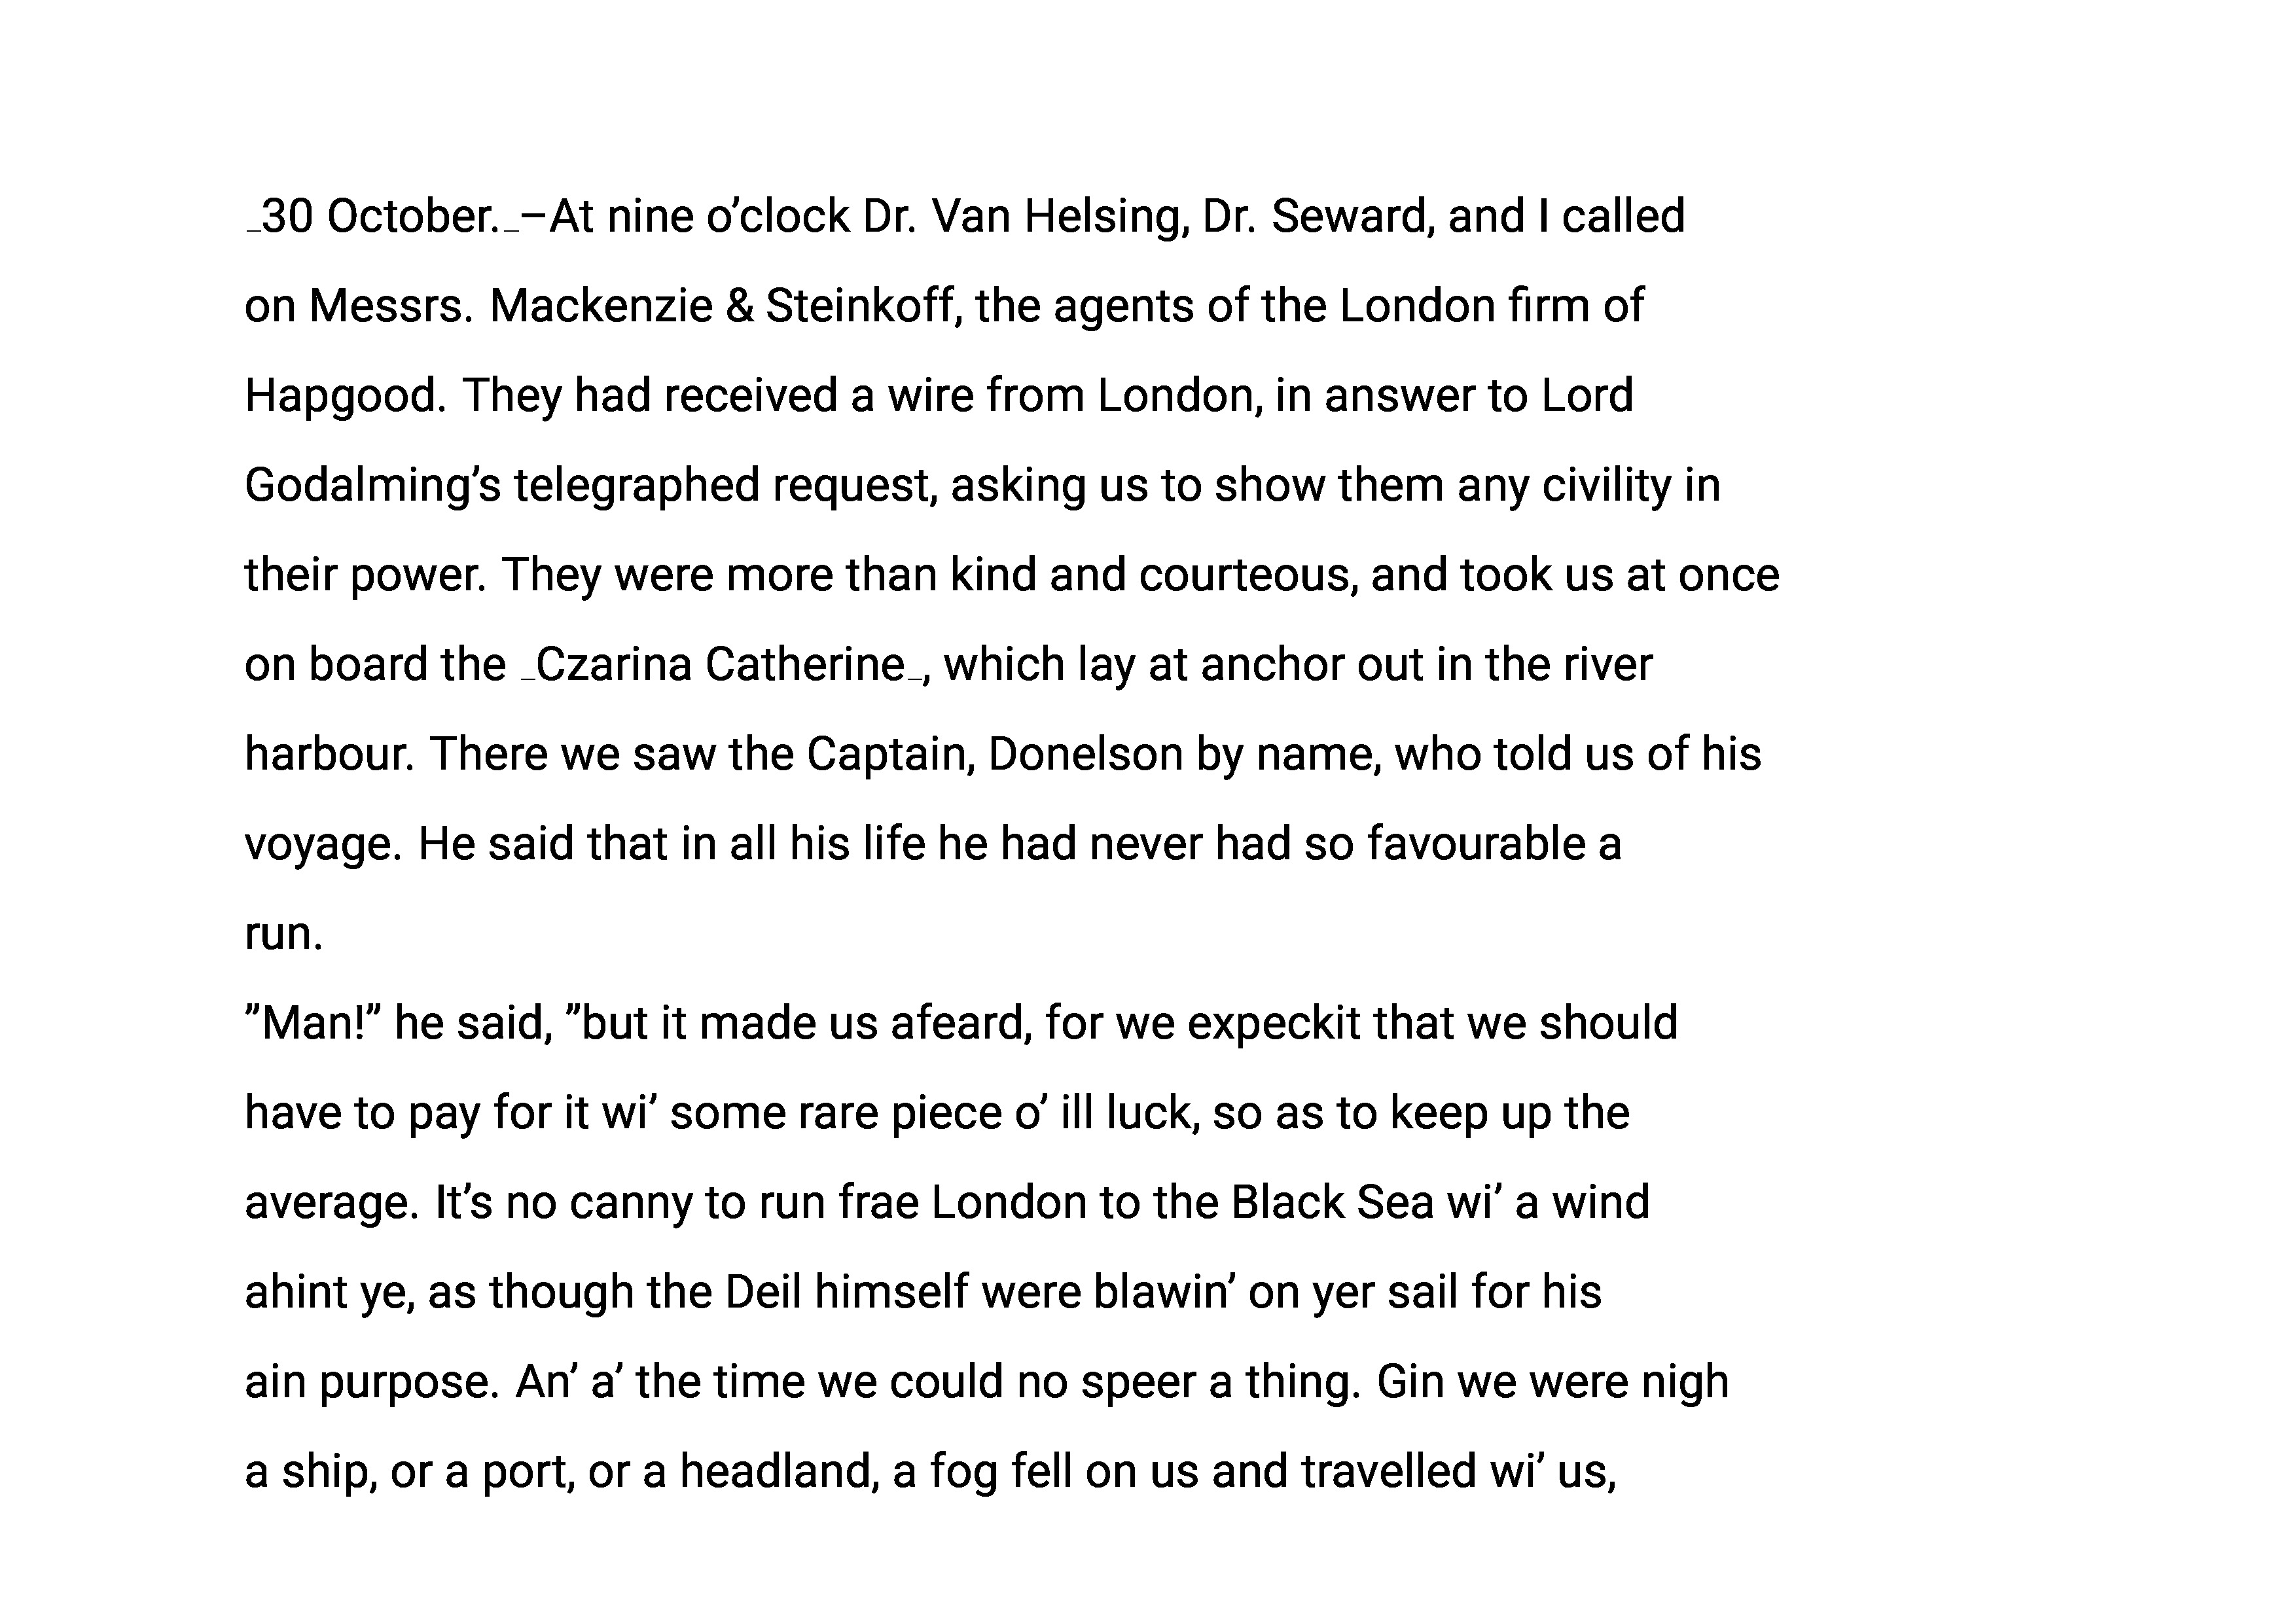 _30 October._–At nine o’clock Dr. Van Helsing, Dr. Seward, and I called
on Messrs. Mackenzie & Steinkoff, the agents of the London firm of
Hapgood. They had received a wire from London, in answer to Lord
Godalming’s telegraphed request, asking us to show them any civility in
their power. They were more than kind and courteous, and took us at once
on board the _Czarina Catherine_, which lay at anchor out in the river
harbour. There we saw the Captain, Donelson by name, who told us of his
voyage. He said that in all his life he had never had so favourable a
run.
”Man!” he said, ”but it made us afeard, for we expeckit that we should
have to pay for it wi’ some rare piece o’ ill luck, so as to keep up the
average. It’s no canny to run frae London to the Black Sea wi’ a wind
ahint ye, as though the Deil himself were blawin’ on yer sail for his
ain purpose. An’ a’ the time we could no speer a thing. Gin we were nigh
a ship, or a port, or a headland, a fog fell on us and travelled wi’ us,